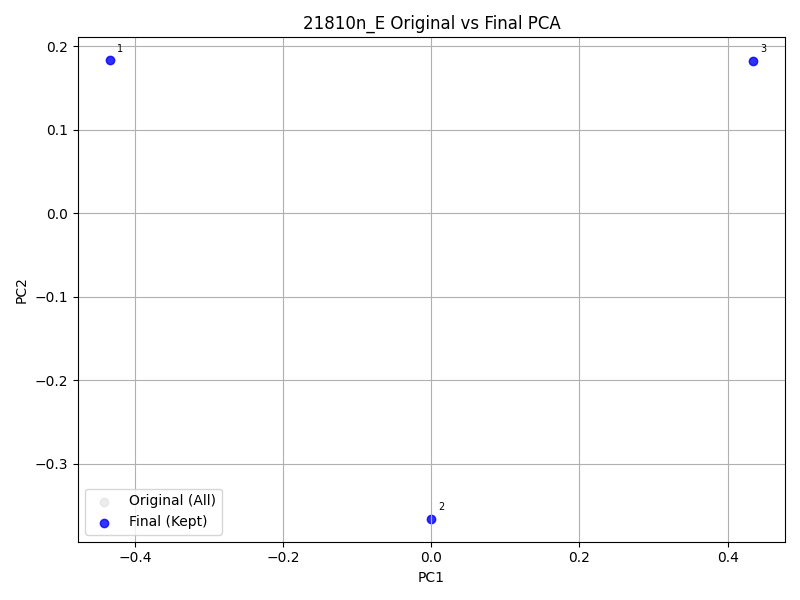 21810n_E Original vs Final PCA
0.2
0.1
0.0
−0.1
−0.2
−0.3
PC2
1
3
2
Original (All)
Final (Kept)
−0.4
−0.2
0.0
0.2
0.4
PC1